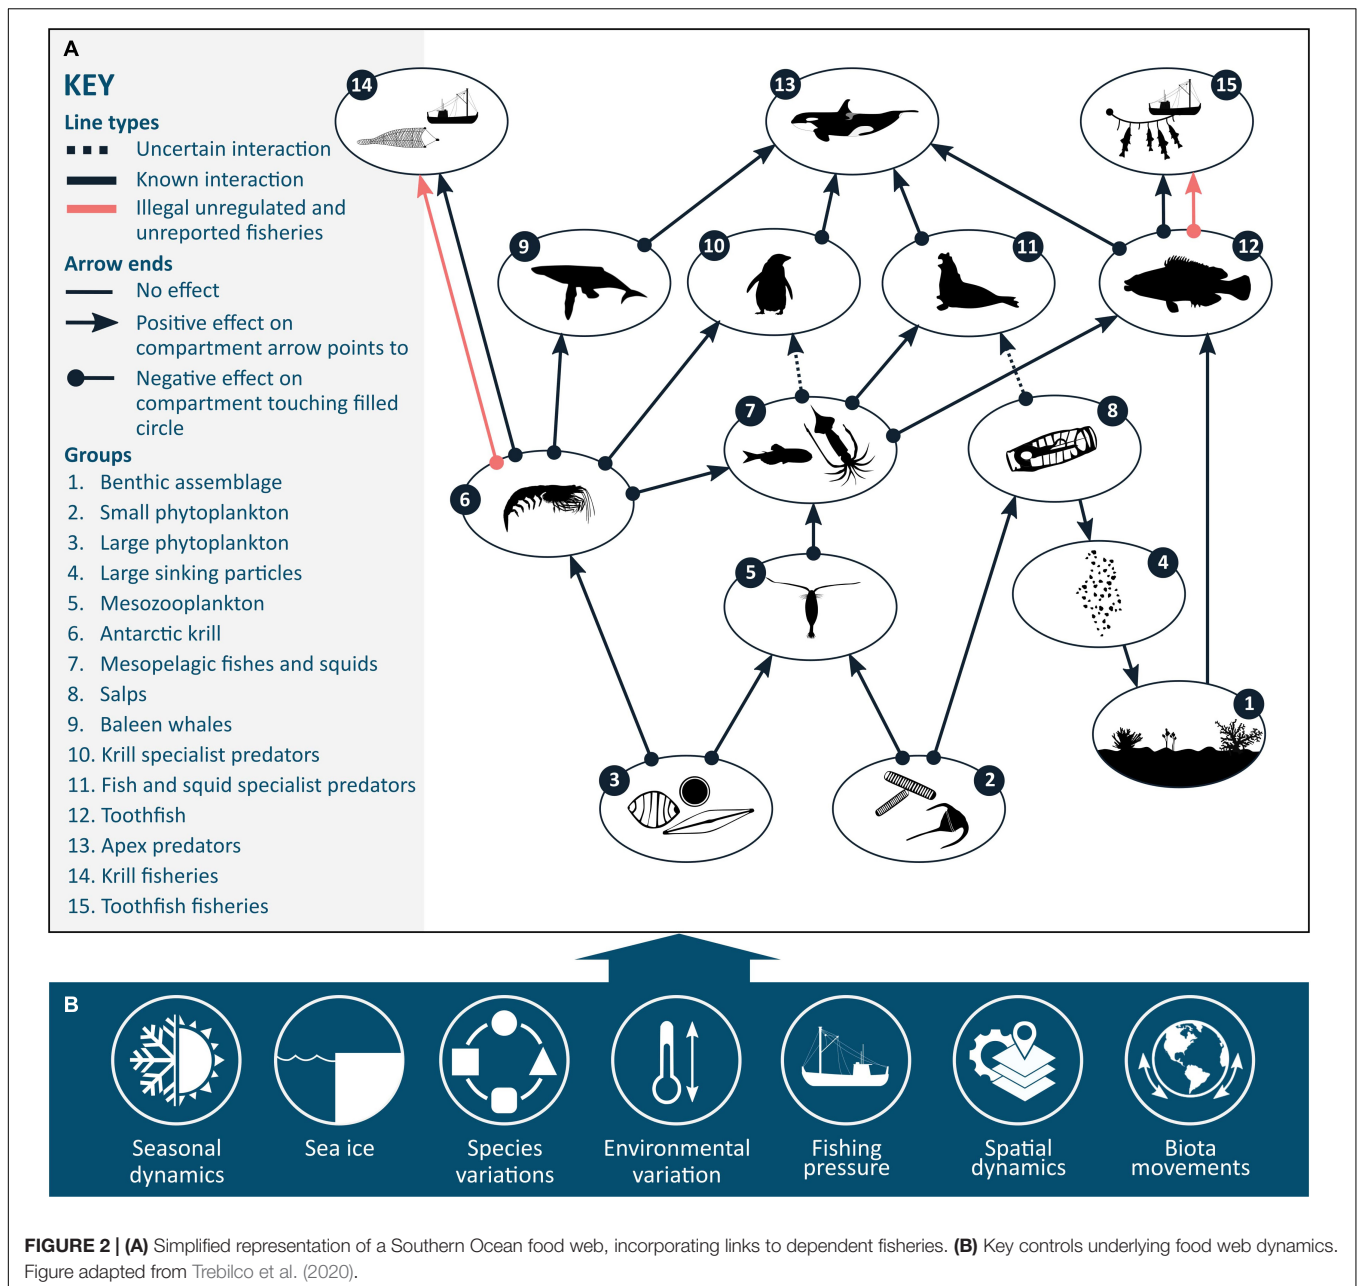 A
KEY
Line types
Uncertain interaction
Known interaction
Illegal unregulated and
unreported fisheries
Arrow ends
No effect
Positive effect on
compartment arrow points to
Negative effect on
compartment touching filled
circle
Groups
1. Benthic assemblage
2. Small phytoplankton
3. Large phytoplankton
4. Large sinking particles
5. Mesozooplankton
6. Antarctic krill
7. Mesopelagic fishes and squids
8. Salps
9. Baleen whales
10. Krill specialist predators
11. Fish and squid specialist predators
12. Toothfish
13. Apex predators
14. Krill fisheries
15. Toothfish fisheries
14
13
15
9
10
11
12
7
8
6
5
4
1
3
2
B
Seasonal
dynamics
Sea ice
Species
variations
Environmental
variation
Fishing
pressure
Spatial
dynamics
Biota
movements
FIGURE 2 | (A) Simplified representation of a Southern Ocean food web, incorporating links to dependent fisheries. (B) Key controls underlying food web dynamics.
Figure adapted from Trebilco et al. (2020).